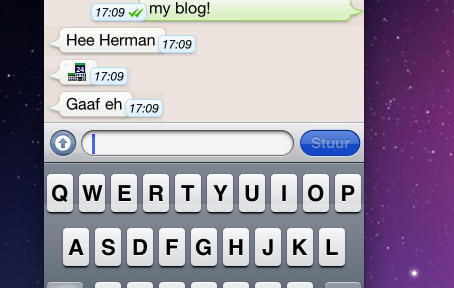 my blog!
17:09
Hee Herman 17:09
24 17:09
Gaaf eh 17:09
Stuur
Q W E R T Y U I O P
A S D F G H J K L